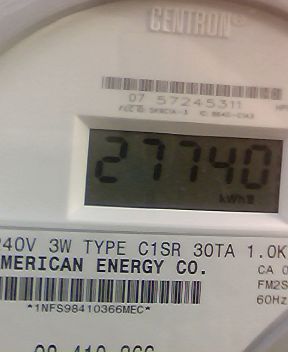 CENTRON
07 57245311
27740
kWh
240V 3W TYPE C1SR 30TA 1.0K
AMERICAN ENERGY CO.
CA 0
FM2S
60Hz
*1NFS98410366MEC*